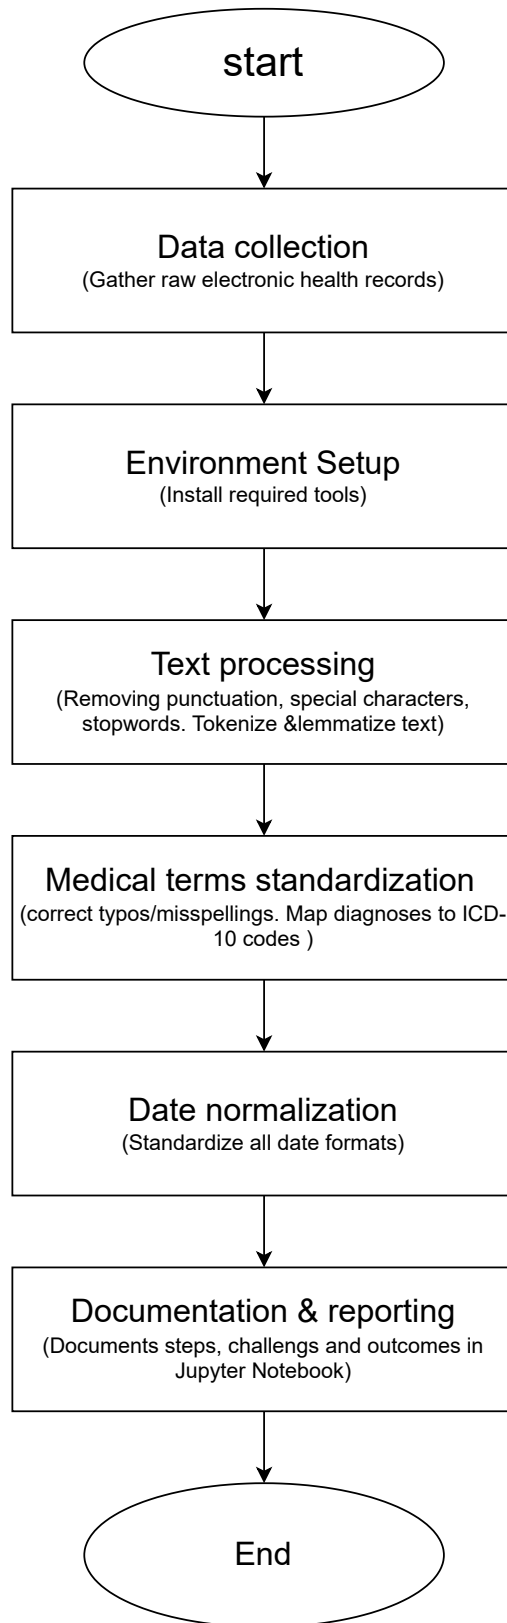 start
Data collection
(Gather raw electronic health records)
Environment Setup
(Install required tools)
Text processing
(Removing punctuation, special characters,
stopwords. Tokenize &lemmatize text)
Medical terms standardization
(correct typos/misspellings. Map diagnoses to ICD-
10 codes )
Date normalization
(Standardize all date formats)
Documentation & reporting
(Documents steps, challengs and outcomes in
Jupyter Notebook)
End